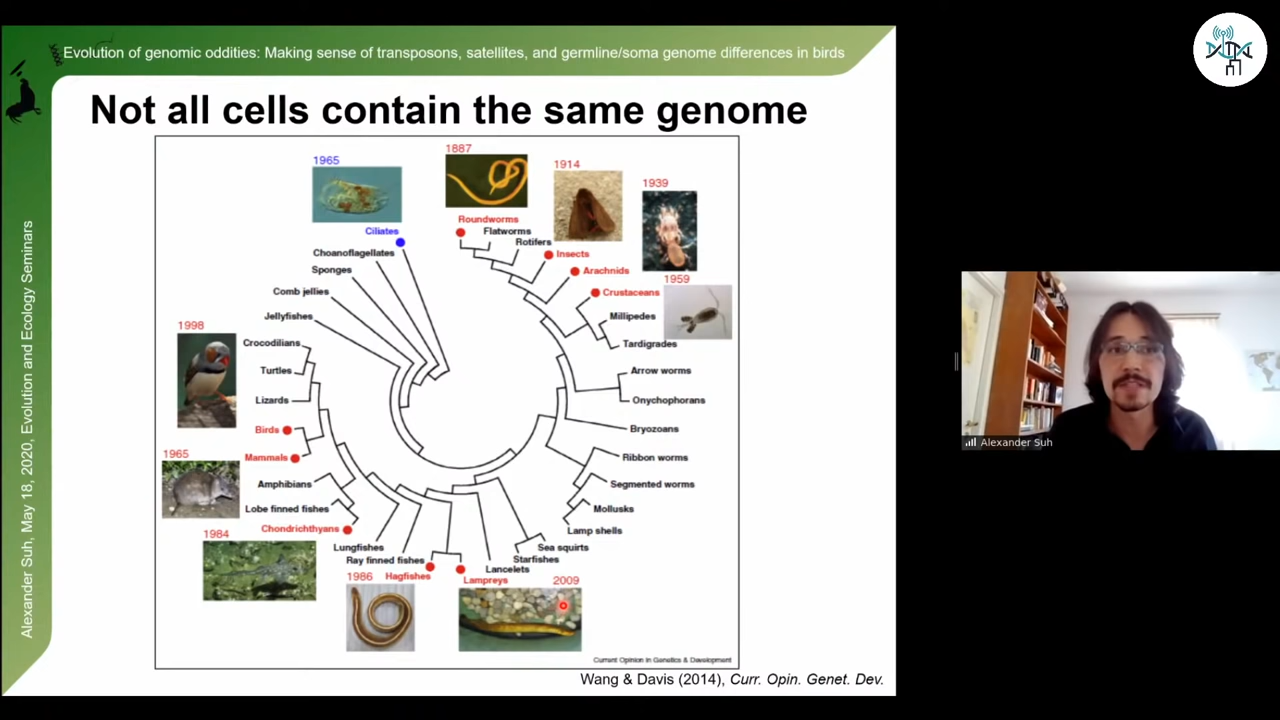 Evolution of genomic oddities: Making sense of transposons, satellites, and germline/soma genome differences in birds
Not all cells contain the same genome
Alexander Suh, May 18, 2020, Evolution and Ecology Seminars
1965
1887
1914
1939
Roundworms
Flatworms
Ciliates
Rotifers
Choanoflagellates
Insects
Sponges
Arachnids
1959
Comb jellies
Crustaceans
Jellyfishes
Millipedes
1998
Crocodilians
Tardigrades
Turtles
Arrow worms
Lizards
Onychophorans
Birds
Bryozoans
1965
Mammals
Ribbon worms
Amphibians
Segmented worms
Lobe finned fishes
Mollusks
Chondrichthyans
Lamp shells
1984
Lungfishes
Sea squirts
Ray finned fishes
Starfishes
Lancelets
1986
Hagfishes
Lampreys
2009
Current Opinion in Genetics & Development
Wang & Davis (2014), Curr. Opin. Genet. Dev.
Alexander Suh